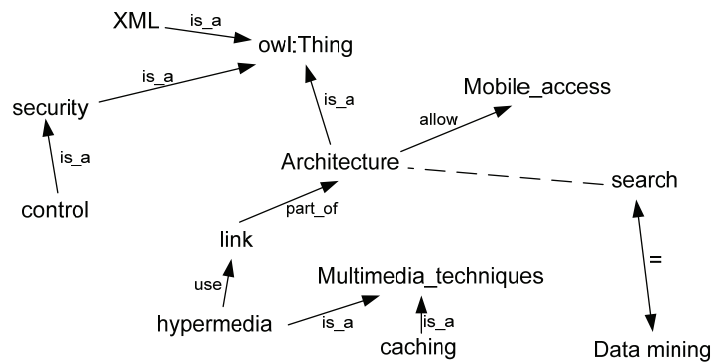 XML
is_a
owl:Thing
is_a
security
is_a
Mobile_access
allow
is_a
Architecture
search
control
part_of
link
=
use
Multimedia_techniques
hypermedia
is_a
is_a
caching
Data mining